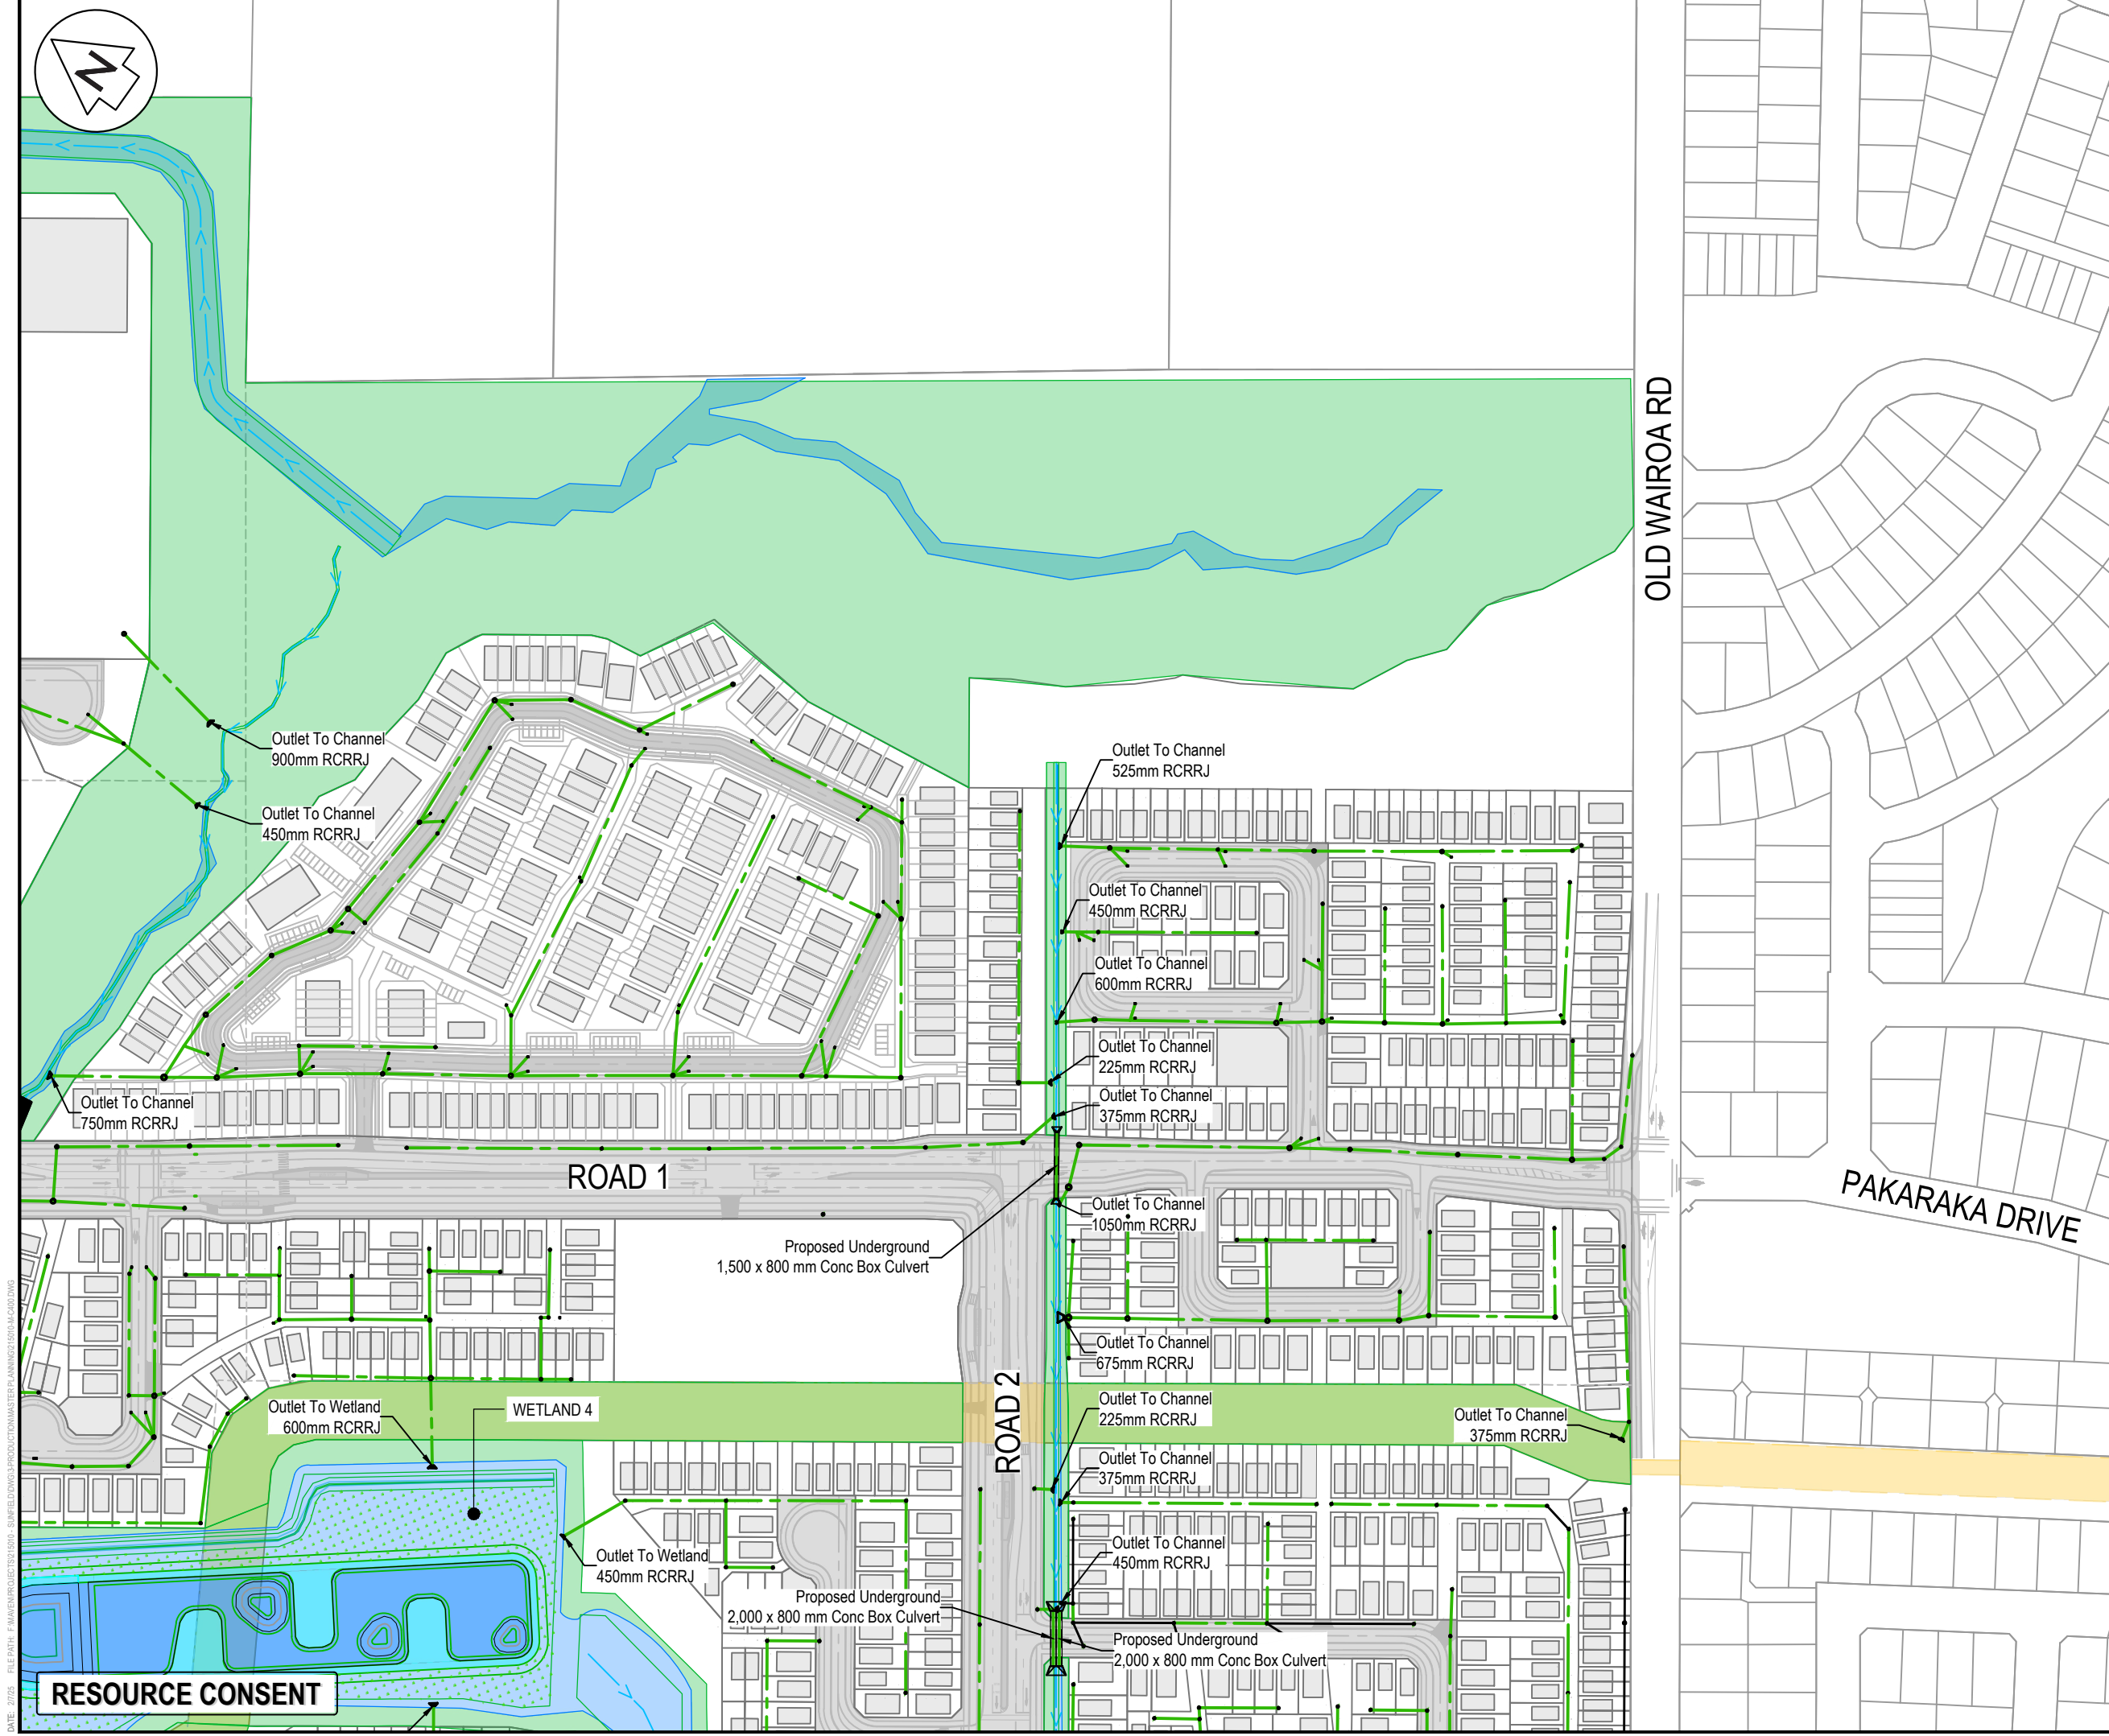 N
OLD WAIROA RD
Outlet To Channel
900mm RCRRJ
Outlet To Channel
525mm RCRRJ
Outlet To Channel
450mm RCRRJ
Outlet To Channel
450mm RCRRJ
Outlet To Channel
600mm RCRRJ
Outlet To Channel
225mm RCRRJ
Outlet To Channel
750mm RCRRJ
Outlet To Channel
375mm RCRRJ
ROAD 1
PAKARAKA DRIVE
Outlet To Channel
1050mm RCRRJ
Proposed Underground
1,500 x 800 mm Conc Box Culvert
Outlet To Channel
675mm RCRRJ
ROAD 2
Outlet To Wetland
600mm RCRRJ
WETLAND 4
Outlet To Channel
225mm RCRRJ
Outlet To Channel
375mm RCRRJ
Outlet To Channel
375mm RCRRJ
Outlet To Wetland
450mm RCRRJ
Outlet To Channel
450mm RCRRJ
Proposed Underground
2,000 x 800 mm Conc Box Culvert
Proposed Underground
2,000 x 800 mm Conc Box Culvert
RESOURCE CONSENT
DATE: 2/7/25 FILE PATH: